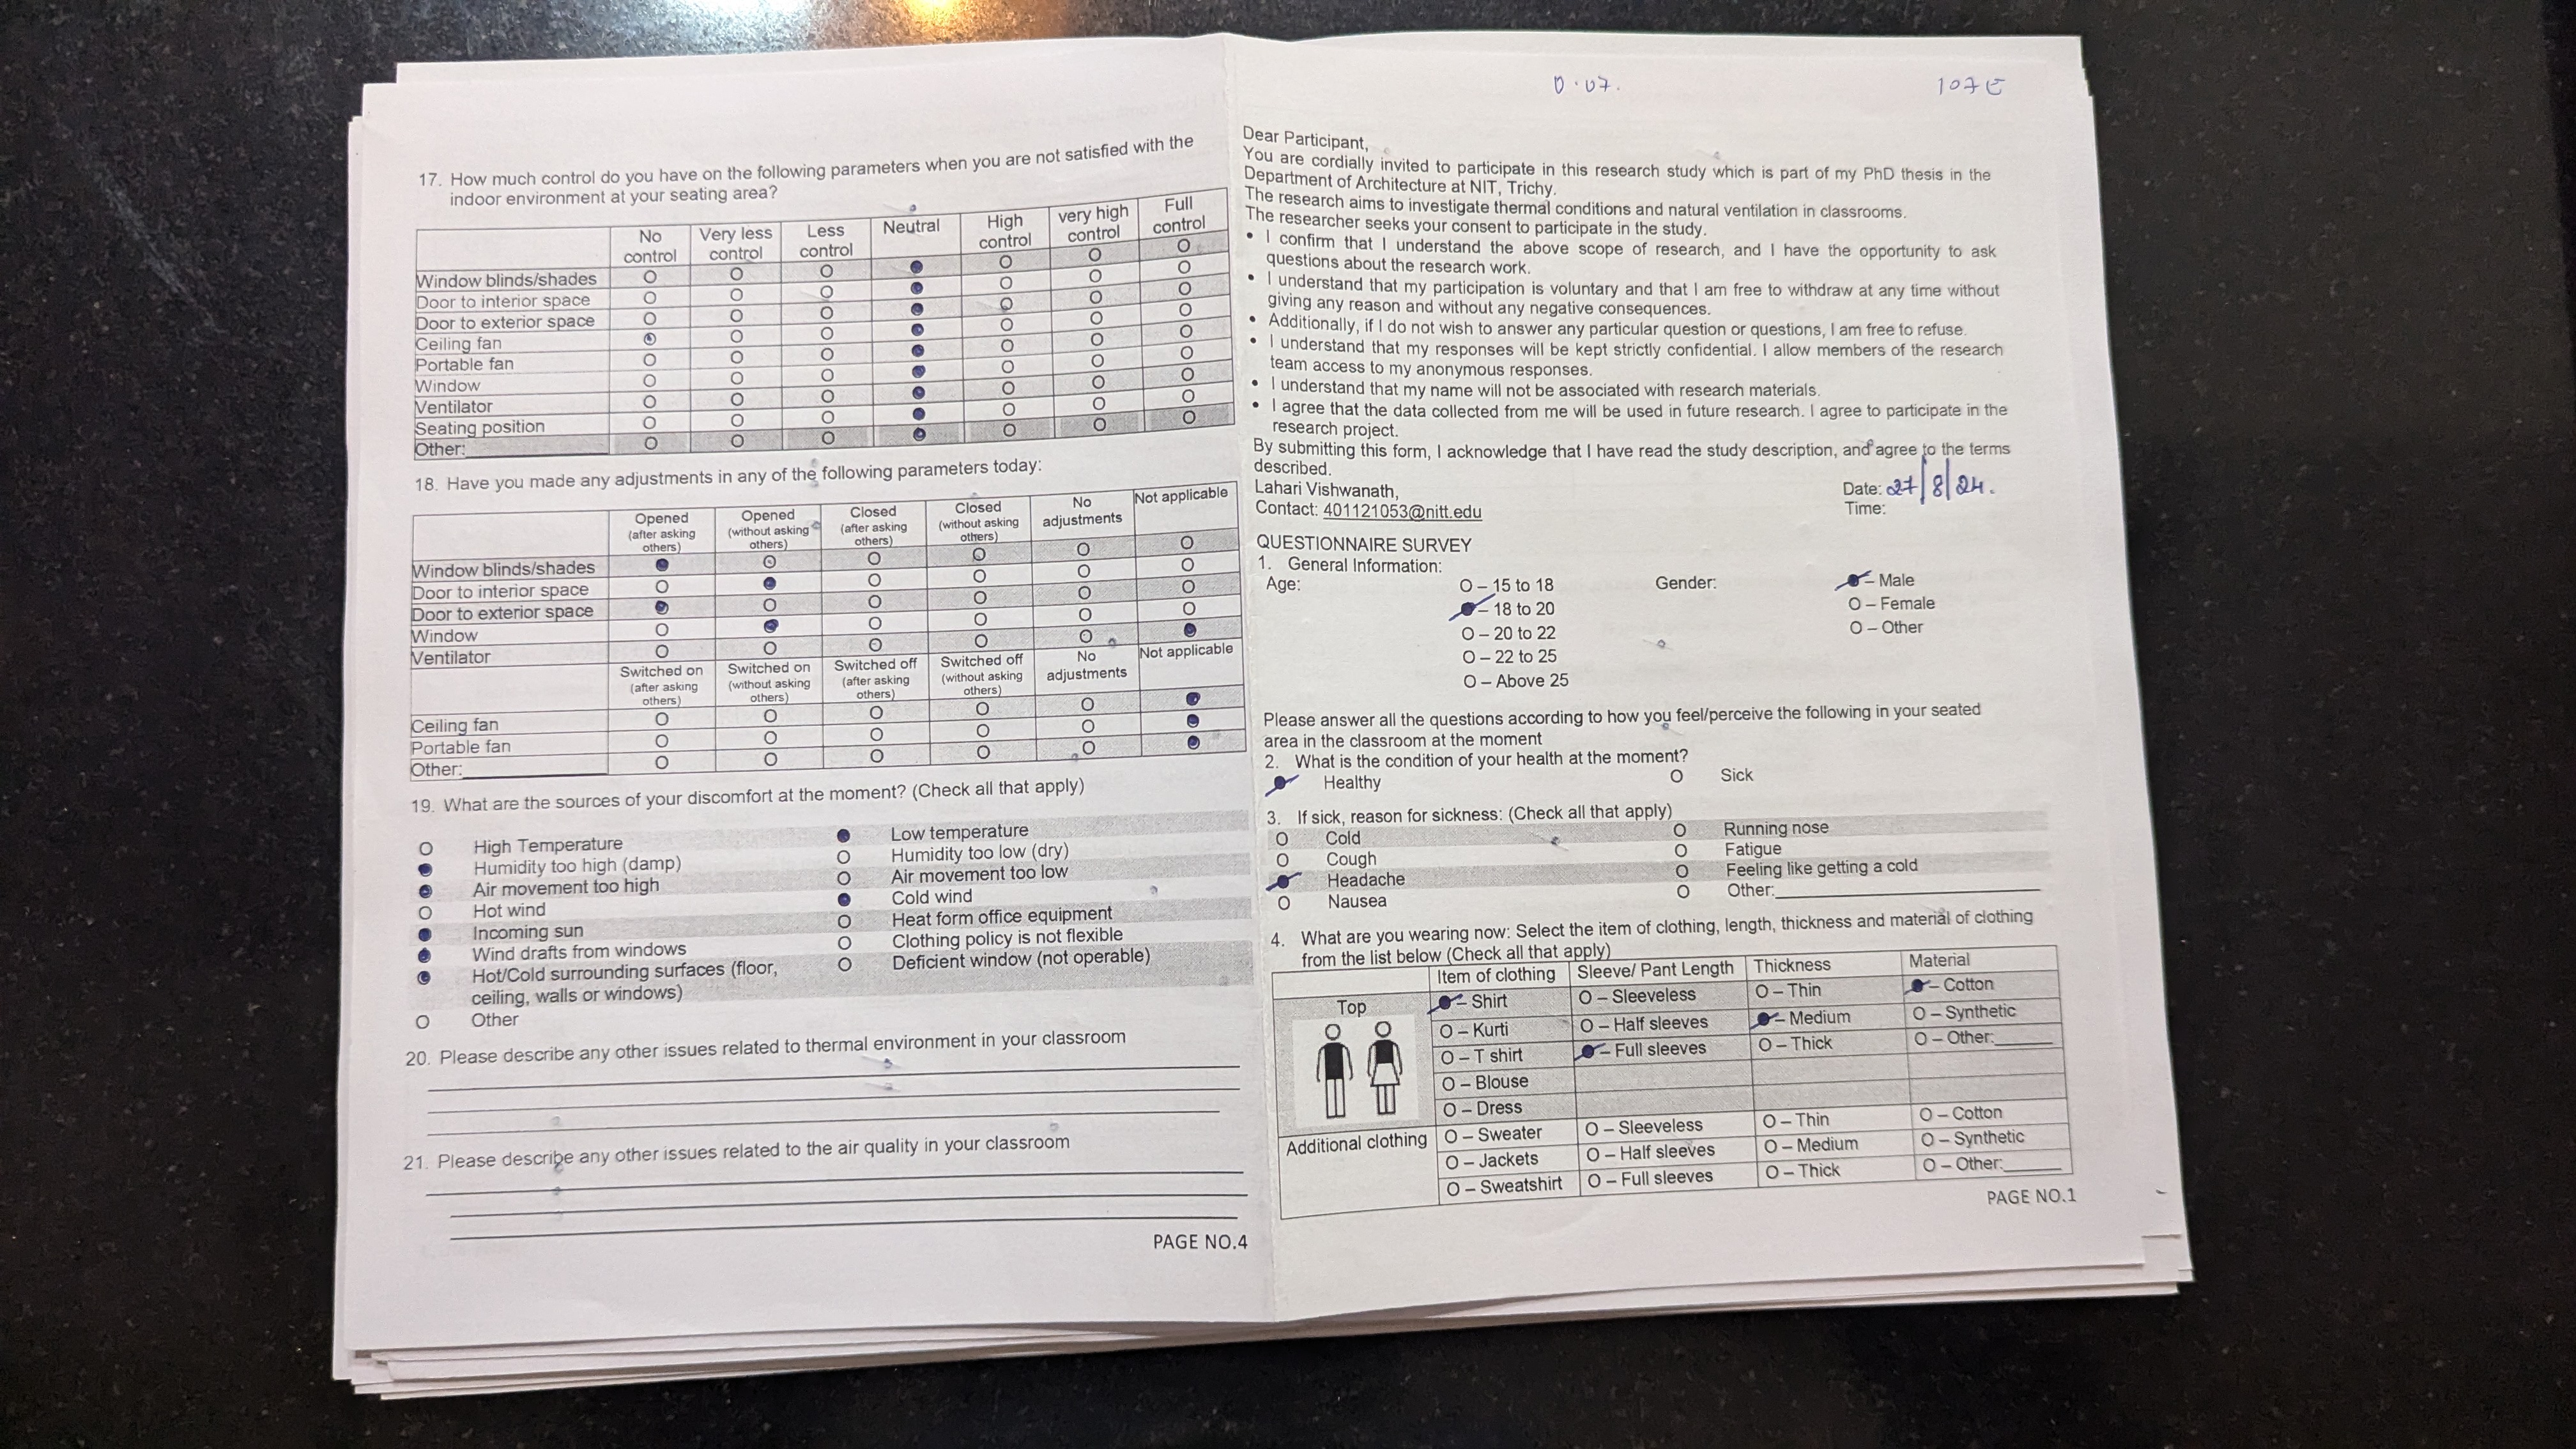 17. How much control do you have on the following parameters when you are not satisfied with the
indoor environment at your seating area?
No control Very less control Less control Neutral High control very high control Full control
Window blinds/shades O O O ● O O O
Door to interior space O O O ● O O O
Door to exterior space O O O ● O O O
Ceiling fan O O O ● O O O
Portable fan O O O ● O O O
Window O O O ● O O O
Ventilator O O O ● O O O
Seating position O O O ● O O O
Other: O O O ● O O O
18. Have you made any adjustments in any of the following parameters today:
Opened (after asking others) Opened (without asking others) Closed (after asking others) Closed (without asking others) No adjustments Not applicable
Window blinds/shades ● O O O O O
Door to interior space O ● O O O O
Door to exterior space ● O O O O O
Window O ● O O O O
Ventilator O O O O O ●
Switched on (after asking others) Switched on (without asking others) Switched off (after asking others) Switched off (without asking others) No adjustments Not applicable
Ceiling fan O O O O O ●
Portable fan O O O O O ●
Other: O O O O O ●
19. What are the sources of your discomfort at the moment? (Check all that apply)
O High Temperature ● Low temperature
● Humidity too high (damp) O Humidity too low (dry)
● Air movement too high O Air movement too low
O Hot wind ● Cold wind
● Incoming sun O Heat form office equipment
● Wind drafts from windows O Clothing policy is not flexible
● Hot/Cold surrounding surfaces (floor, O Deficient window (not operable)
ceiling, walls or windows)
O Other
20. Please describe any other issues related to thermal environment in your classroom
21. Please describe any other issues related to the air quality in your classroom
PAGE NO.4
0.07. 107E
Dear Participant,
You are cordially invited to participate in this research study which is part of my PhD thesis in the
Department of Architecture at NIT, Trichy.
The research aims to investigate thermal conditions and natural ventilation in classrooms.
The researcher seeks your consent to participate in the study.
• I confirm that I understand the above scope of research, and I have the opportunity to ask
questions about the research work.
• I understand that my participation is voluntary and that I am free to withdraw at any time without
giving any reason and without any negative consequences.
• Additionally, if I do not wish to answer any particular question or questions, I am free to refuse.
• I understand that my responses will be kept strictly confidential. I allow members of the research
team access to my anonymous responses.
• I understand that my name will not be associated with research materials.
• I agree that the data collected from me will be used in future research. I agree to participate in the
research project.
By submitting this form, I acknowledge that I have read the study description, and agree to the terms
described.
Lahari Vishwanath, Date: 27/8/24.
Contact: 401121053@nitt.edu Time:
QUESTIONNAIRE SURVEY
1. General Information:
Age: O – 15 to 18 Gender: ● – Male
● – 18 to 20 O – Female
O – 20 to 22 O – Other
O – 22 to 25
O – Above 25
Please answer all the questions according to how you feel/perceive the following in your seated
area in the classroom at the moment
2. What is the condition of your health at the moment?
● Healthy O Sick
3. If sick, reason for sickness: (Check all that apply)
O Cold O Running nose
O Cough O Fatigue
● Headache O Feeling like getting a cold
O Nausea O Other:
4. What are you wearing now: Select the item of clothing, length, thickness and material of clothing
from the list below (Check all that apply)
Item of clothing Sleeve/ Pant Length Thickness Material
Top ● – Shirt O – Sleeveless O – Thin ● – Cotton
O – Kurti O – Half sleeves ● – Medium O – Synthetic
O – T shirt ● – Full sleeves O – Thick O – Other:
O – Blouse
O – Dress
Additional clothing O – Sweater O – Sleeveless O – Thin O – Cotton
O – Jackets O – Half sleeves O – Medium O – Synthetic
O – Sweatshirt O – Full sleeves O – Thick O – Other:
PAGE NO.1